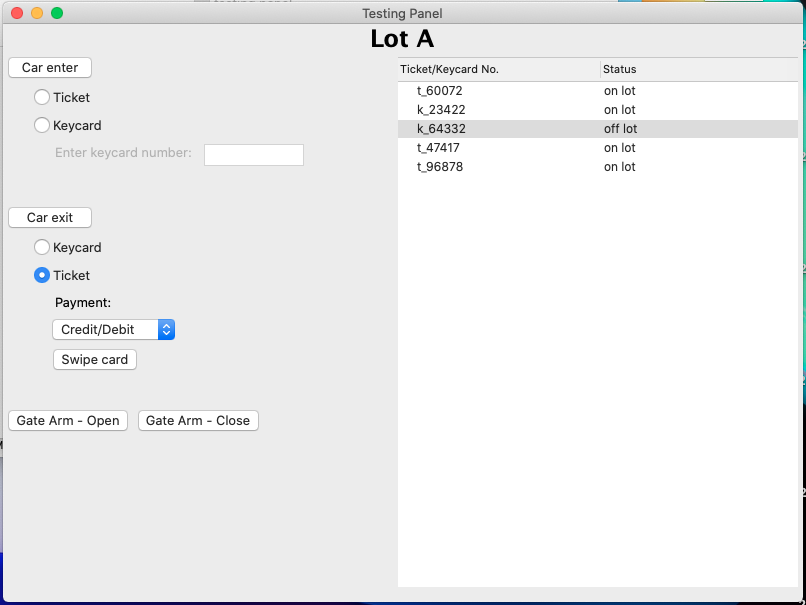 Testing Panel
Lot A
Car enter
Ticket
Keycard
Enter keycard number:
Car exit
Keycard
Ticket
Payment:
Credit/Debit
Swipe card
Gate Arm - Open Gate Arm - Close
Ticket/Keycard No. Status
t_60072 on lot
k_23422 on lot
k_64332 off lot
t_47417 on lot
t_96878 on lot